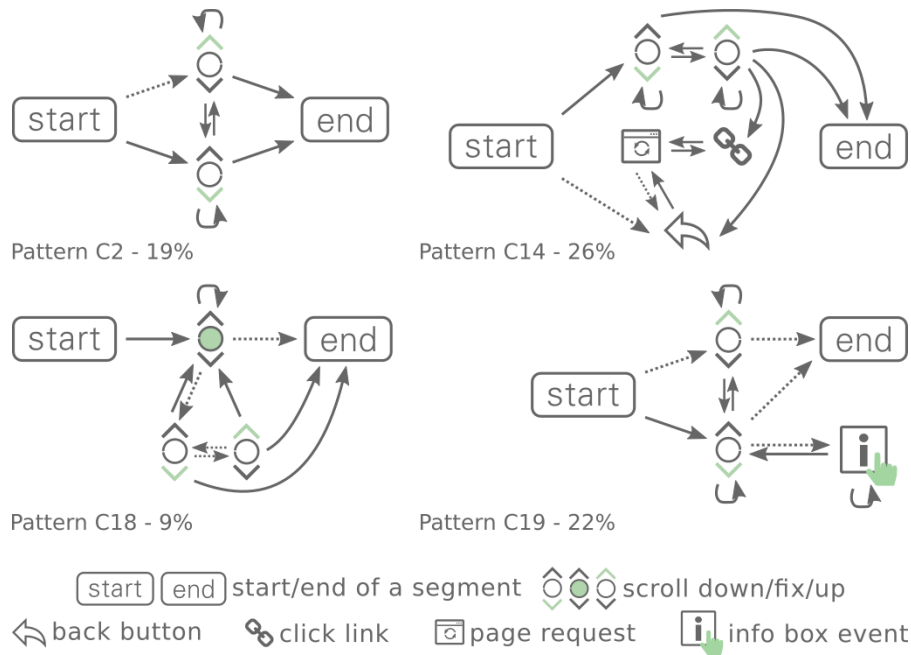 start
end
Pattern C2 - 19%
start
end
Pattern C14 - 26%
start
end
Pattern C18 - 9%
start
end
i
Pattern C19 - 22%
start end start/end of a segment scroll down/fix/up
back button click link page request i info box event